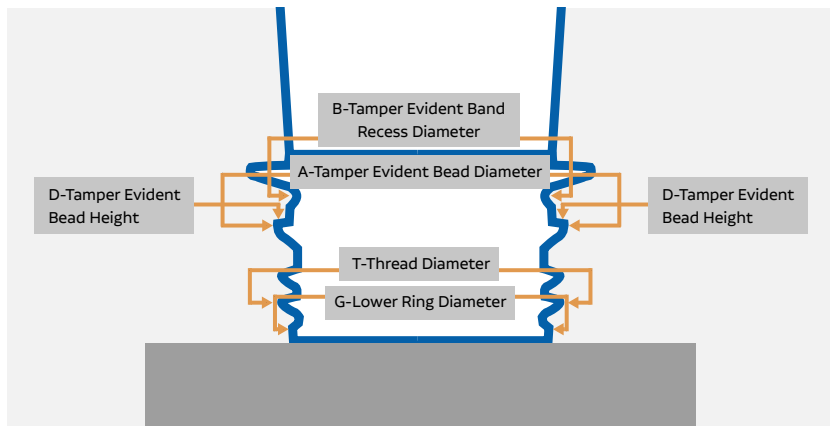 B-Tamper Evident Band
Recess Diameter
A-Tamper Evident Bead Diameter
D-Tamper Evident
Bead Height
D-Tamper Evident
Bead Height
T-Thread Diameter
G-Lower Ring Diameter